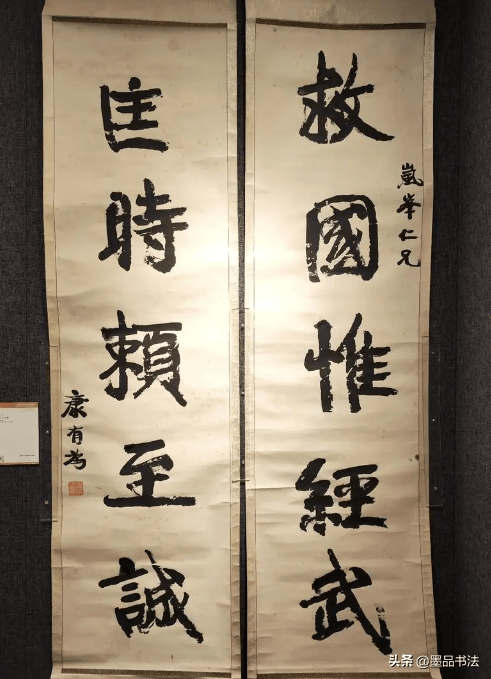 救國惟經武
嵐峯仁兄
匡時賴至誠
康有為
头条 @墨品书法